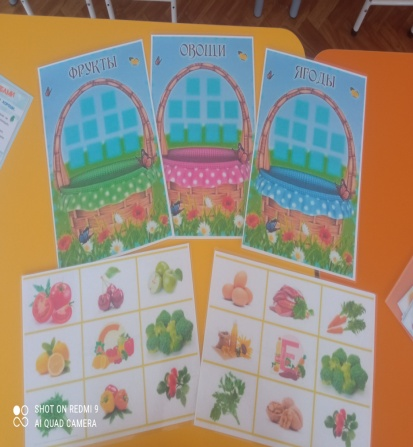 ФРУКТЫ
ОВОЩИ
ЯГОДЫ
E
SHOT ON REDMI 9
AI QUAD CAMERA